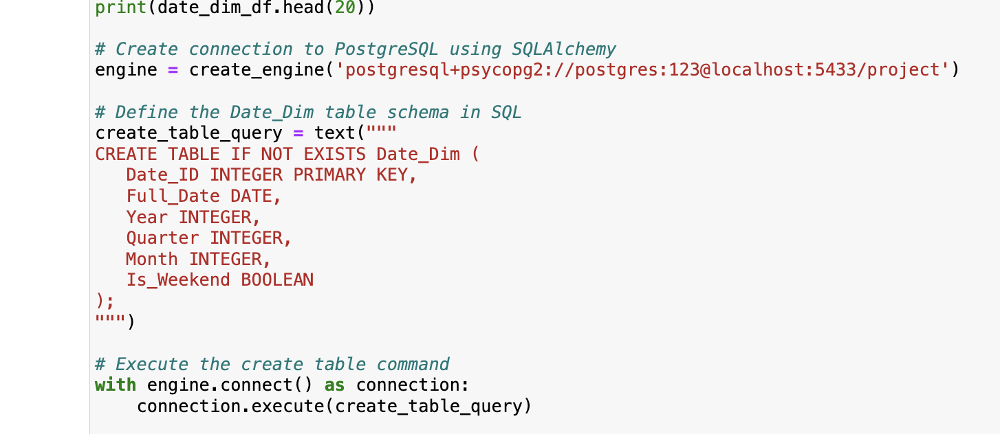 print(date_dim_df.head(20))
# Create connection to PostgreSQL using SQLAlchemy
engine = create_engine('postgresql+psycopg2://postgres:123@localhost:5433/project')
# Define the Date_Dim table schema in SQL
create_table_query = text("""
CREATE TABLE IF NOT EXISTS Date_Dim (
   Date_ID INTEGER PRIMARY KEY,
   Full_Date DATE,
   Year INTEGER,
   Quarter INTEGER,
   Month INTEGER,
   Is_Weekend BOOLEAN
);
""")
# Execute the create table command
with engine.connect() as connection:
    connection.execute(create_table_query)